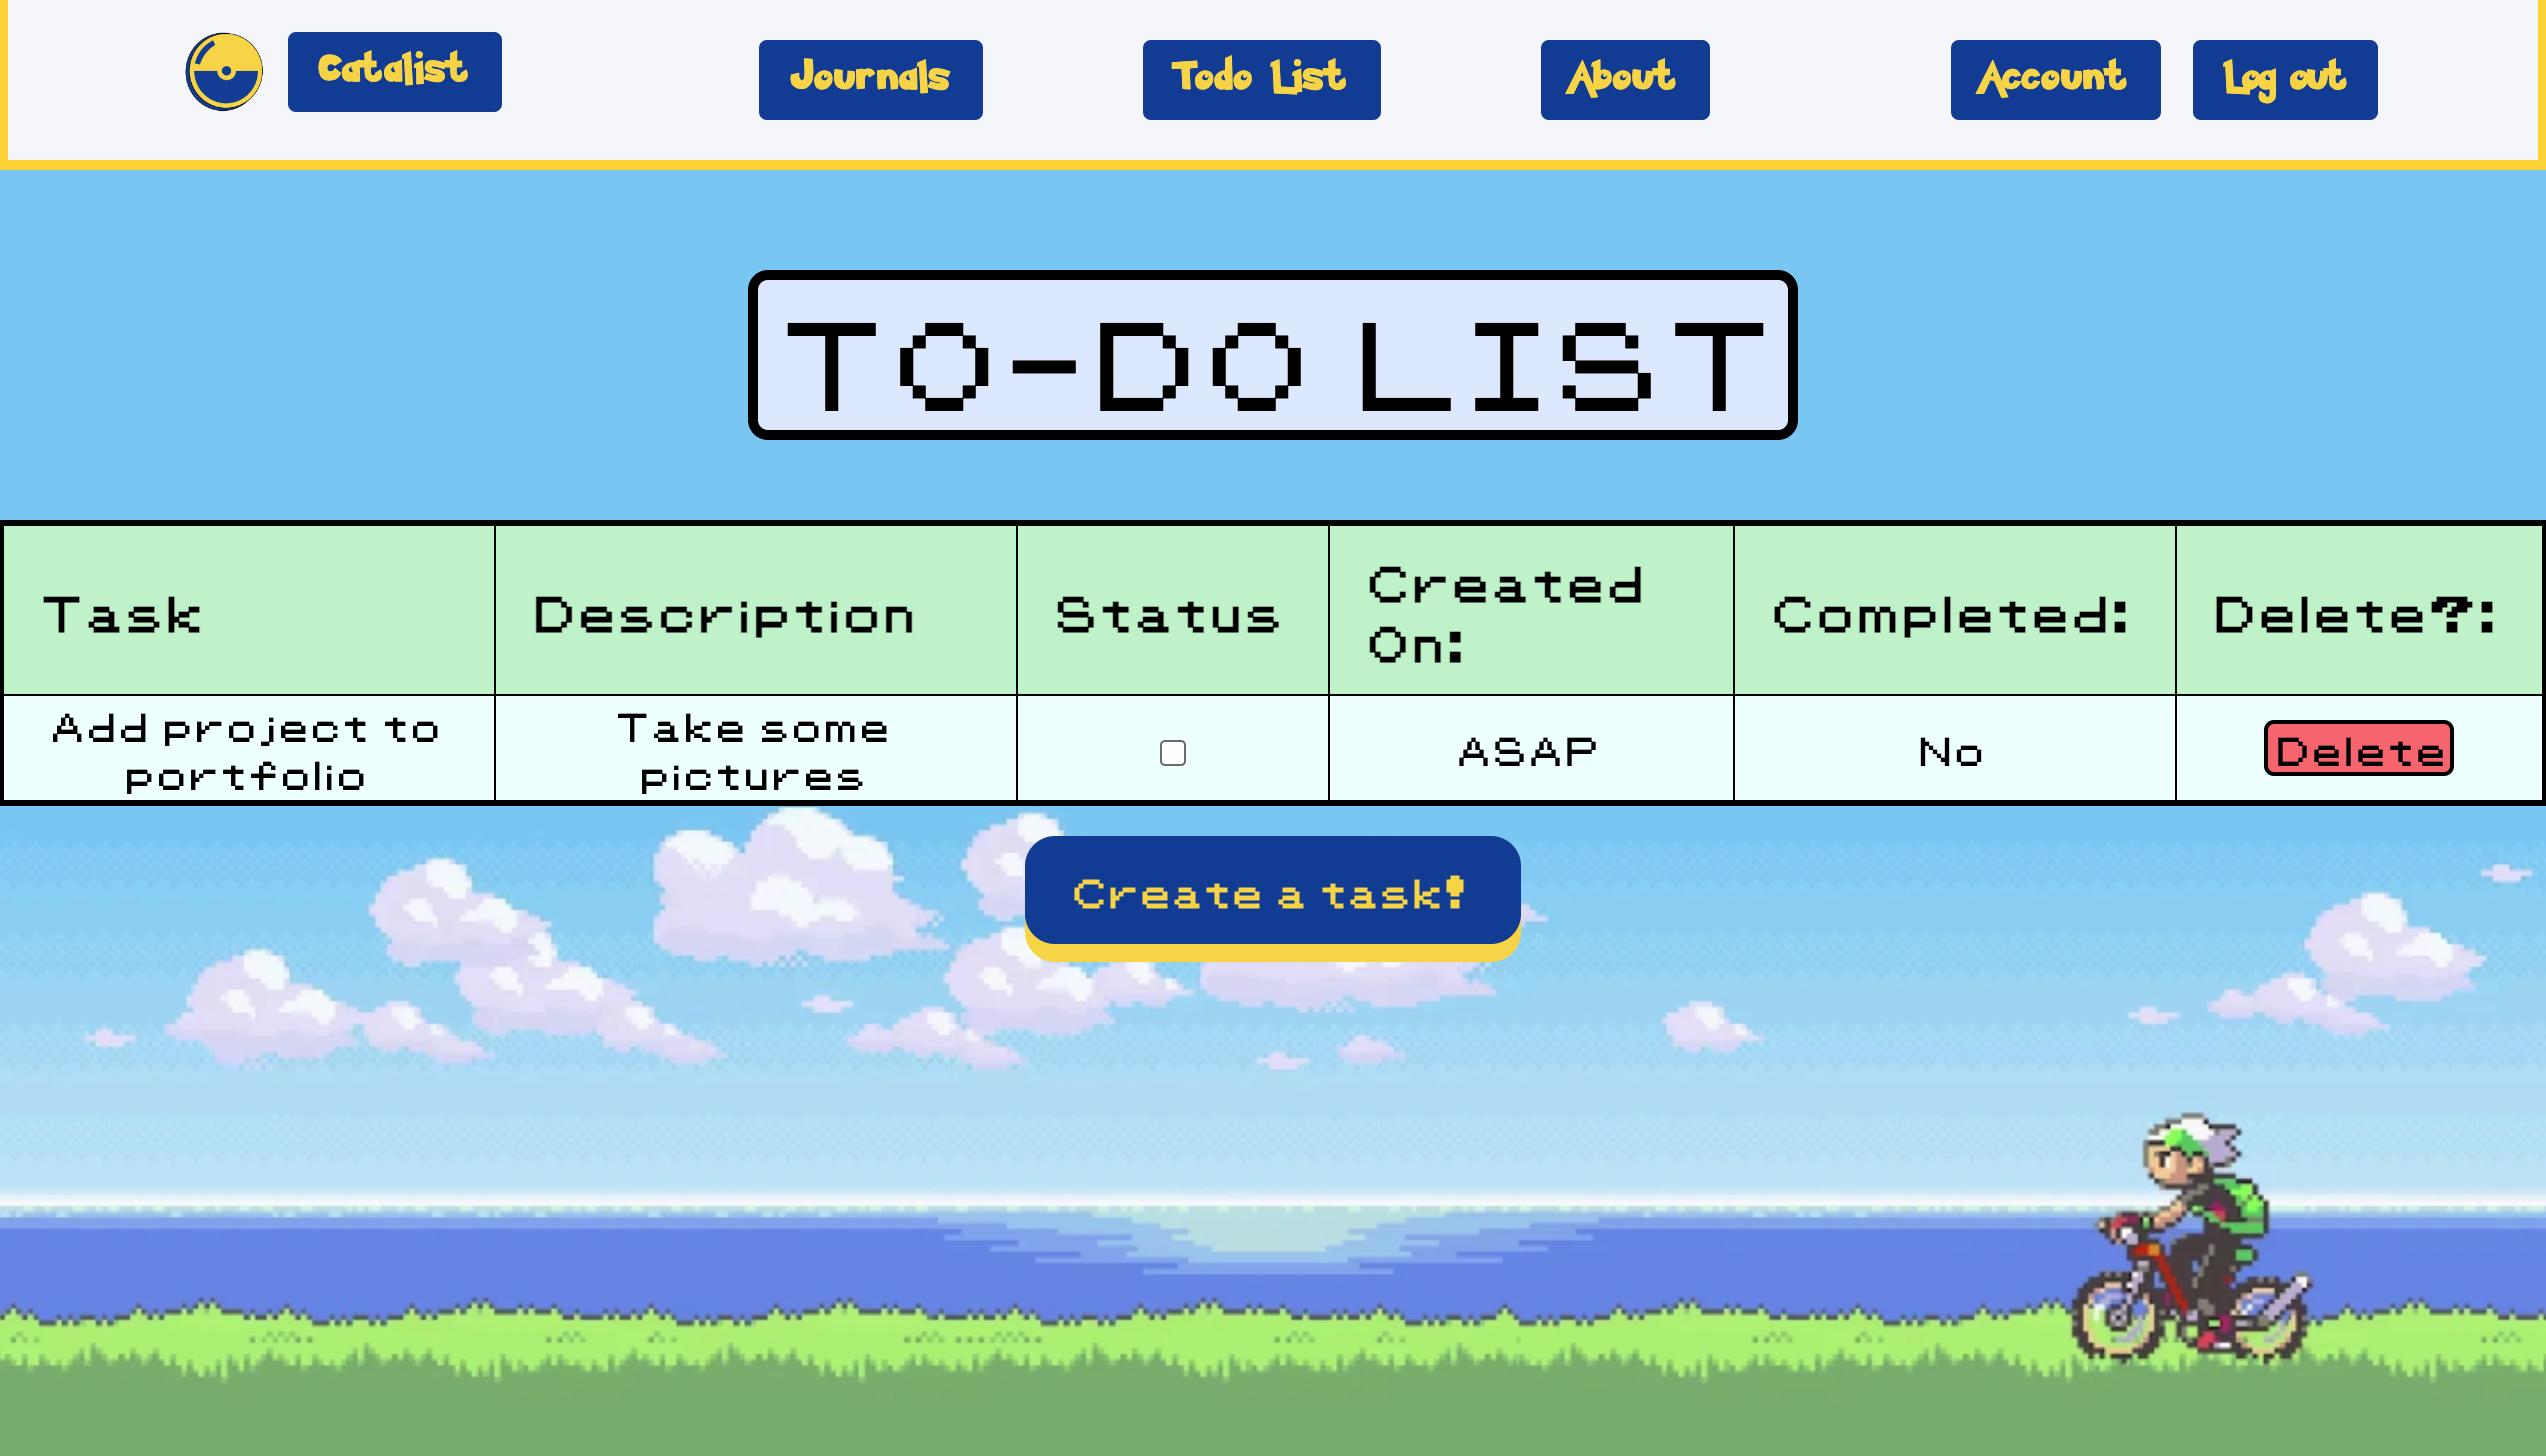 Catalist
Journals
Todo List
About
Account
Log out
TO-DO LIST
Task
Description
Status
Created
On:
Completed:
Delete?:
Add project to
portfolio
Take some
pictures
ASAP
No
Delete
Create a task!